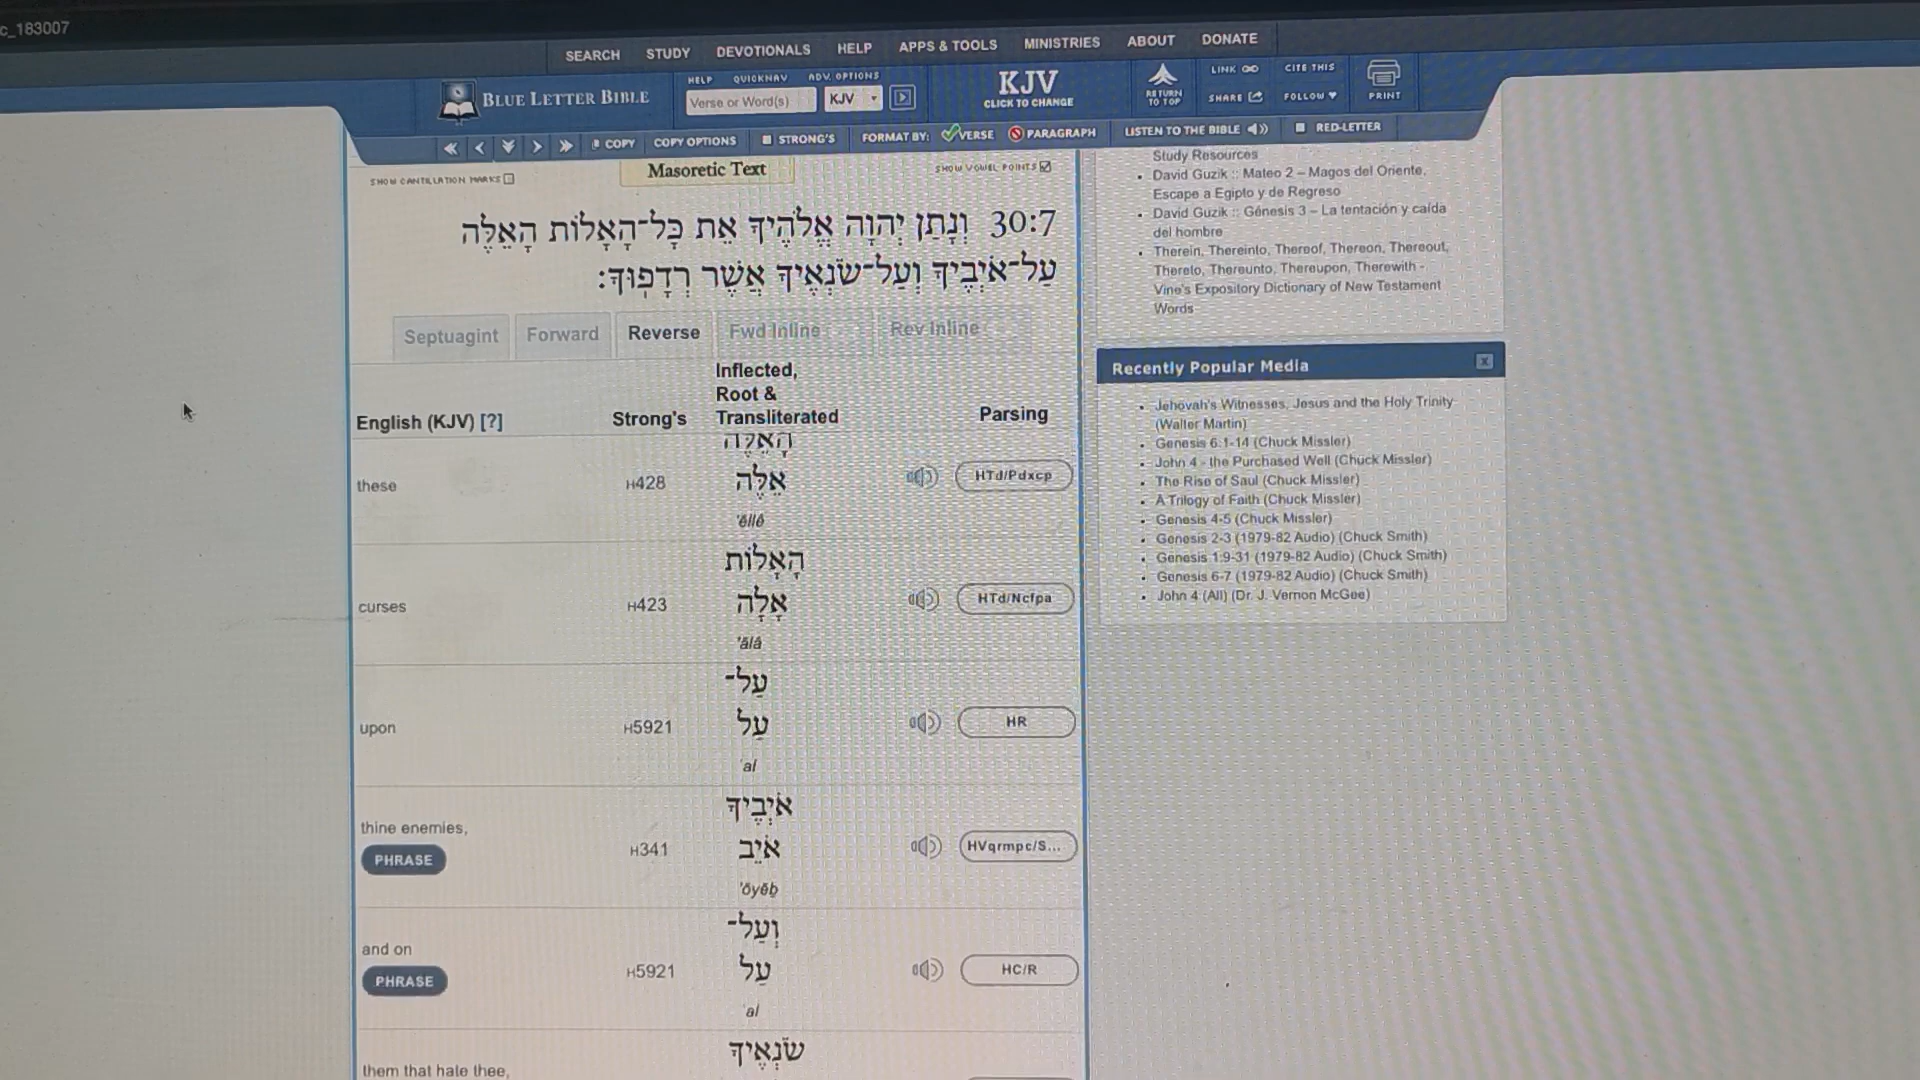 c_183007
SEARCH STUDY DEVOTIONALS HELP APPS & TOOLS MINISTRIES ABOUT DONATE
BLUE LETTER BIBLE
HELP QUICKNAV ADV. OPTIONS
Verse or Word(s) KJV
KJV
CLICK TO CHANGE
RETURN
TO TOP
LINK CITE THIS
SHARE FOLLOW
PRINT
COPY COPY OPTIONS STRONG'S FORMAT BY: VERSE PARAGRAPH LISTEN TO THE BIBLE RED-LETTER
SHOW CANTILLATION MARKS Masoretic Text SHOW VOWEL POINTS
30:7 וְנָתַן יְהוָה אֱלֹהֶיךָ אֵת כָּל־הָאָלוֹת הָאֵלֶּה
עַל־אֹיְבֶיךָ וְעַל־שֹׂנְאֶיךָ אֲשֶׁר רְדָפֽוּךָ׃
Septuagint Forward Reverse Fwd Inline Rev Inline
English (KJV) [?] Strong's Inflected,
Root &
Transliterated Parsing
הָאֵלֶּה
these H428 אֵלֶּה HTd/Pdxcp
'ēllê
הָאָלוֹת
curses H423 אָלָה HTd/Ncfpa
'ālâ
עַל־
upon H5921 עַל HR
ʿal
אֹיְבֶיךָ
thine enemies,
PHRASE H341 אֹיֵב HVqrmpc/S...
'ōyēḇ
וְעַל־
and on
PHRASE H5921 עַל HC/R
ʿal
שֹׂנְאֶיךָ
them that hate thee,
Study Resources
David Guzik :: Mateo 2 – Magos del Oriente,
Escape a Egipto y de Regreso
David Guzik :: Génesis 3 – La tentación y caída
del hombre
Therein, Thereinto, Thereof, Thereon, Thereout,
Thereto, Thereunto, Thereupon, Therewith -
Vine's Expository Dictionary of New Testament
Words
Recently Popular Media
Jehovah's Witnesses, Jesus and the Holy Trinity
(Walter Martin)
Genesis 6:1-14 (Chuck Missler)
John 4 - the Purchased Well (Chuck Missler)
The Rise of Saul (Chuck Missler)
A Trilogy of Faith (Chuck Missler)
Genesis 4-5 (Chuck Missler)
Genesis 2-3 (1979-82 Audio) (Chuck Smith)
Genesis 1:9-31 (1979-82 Audio) (Chuck Smith)
Genesis 6-7 (1979-82 Audio) (Chuck Smith)
John 4 (All) (Dr. J. Vernon McGee)